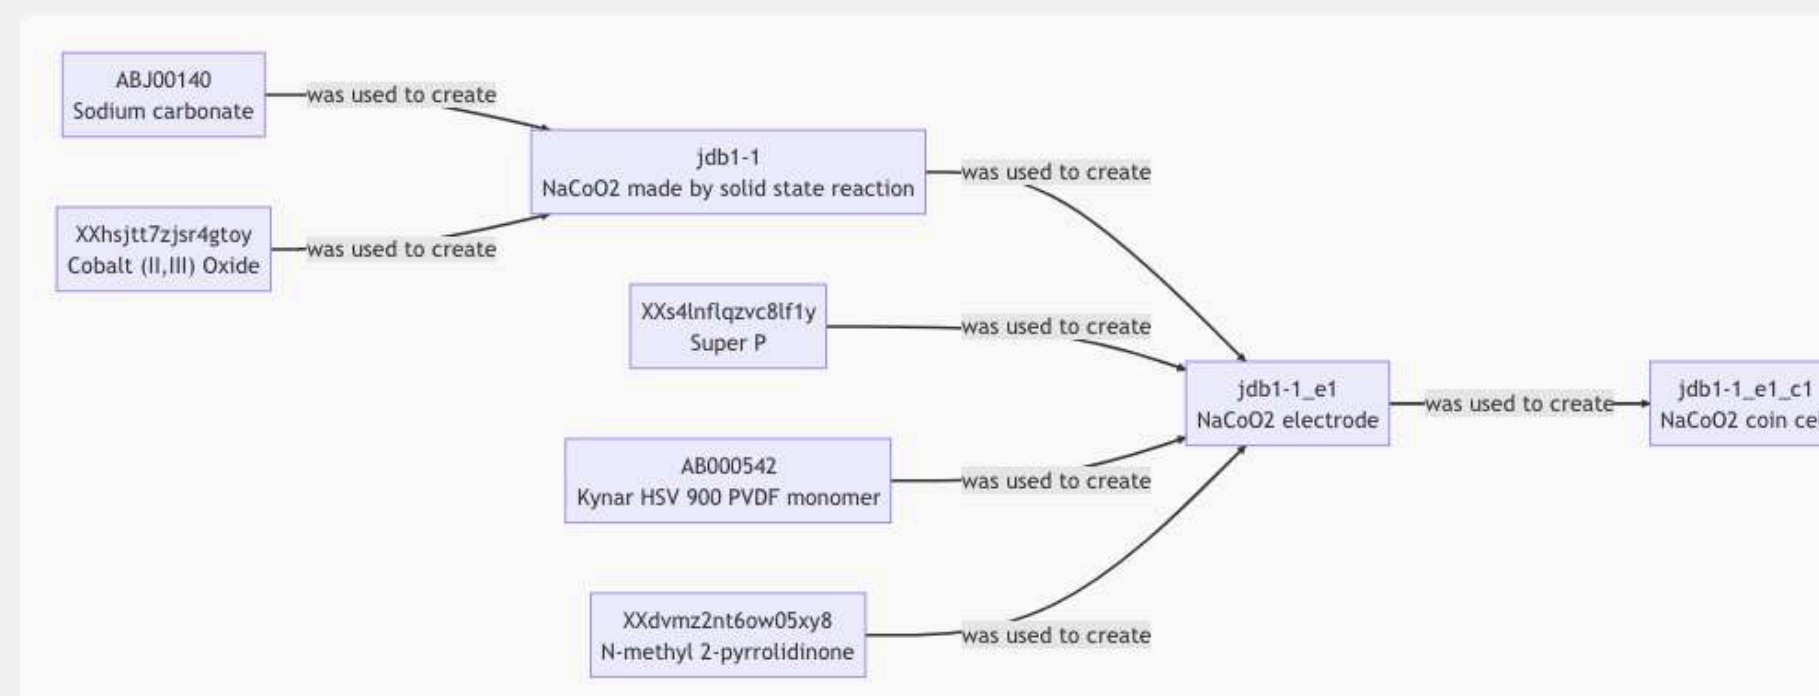 ABJ00140
Sodium carbonate
was used to create
jdb1-1
NaCoO2 made by solid state reaction
was used to create
XXhsjtt7zjsr4gtoy
Cobalt (II,III) Oxide
was used to create
XXs4lnflqzvc8lf1y
Super P
was used to create
jdb1-1_e1
NaCoO2 electrode
was used to create
jdb1-1_e1_c1
NaCoO2 coin
AB000542
Kynar HSV 900 PVDF monomer
was used to create
XXdvmz2nt6ow05xy8
N-methyl 2-pyrrolidinone
was used to create